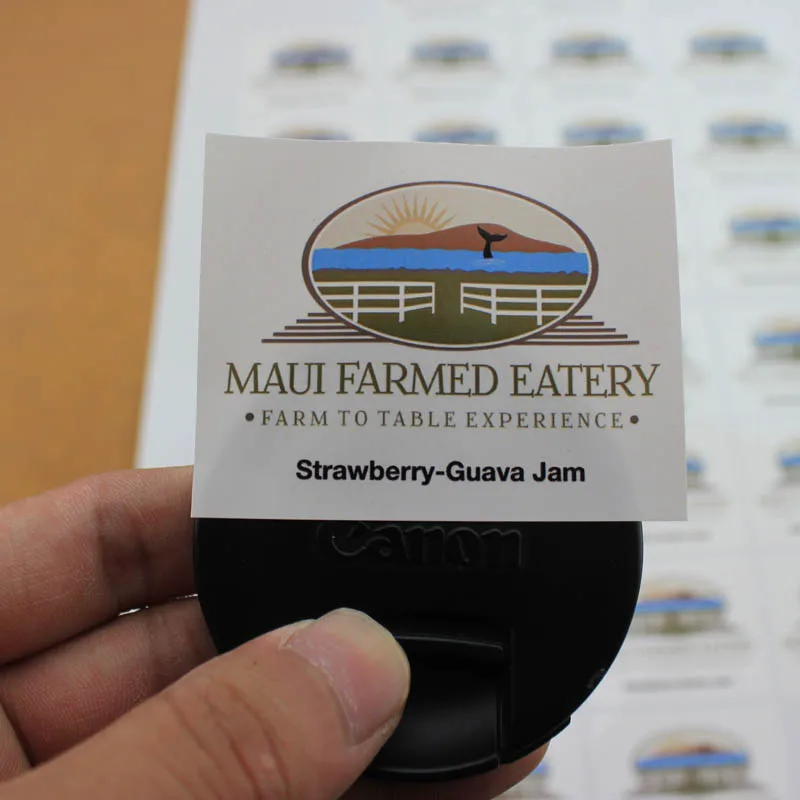 MAUI FARMED EATERY
• FARM TO TABLE EXPERIENCE •
Strawberry-Guava Jam
Canon